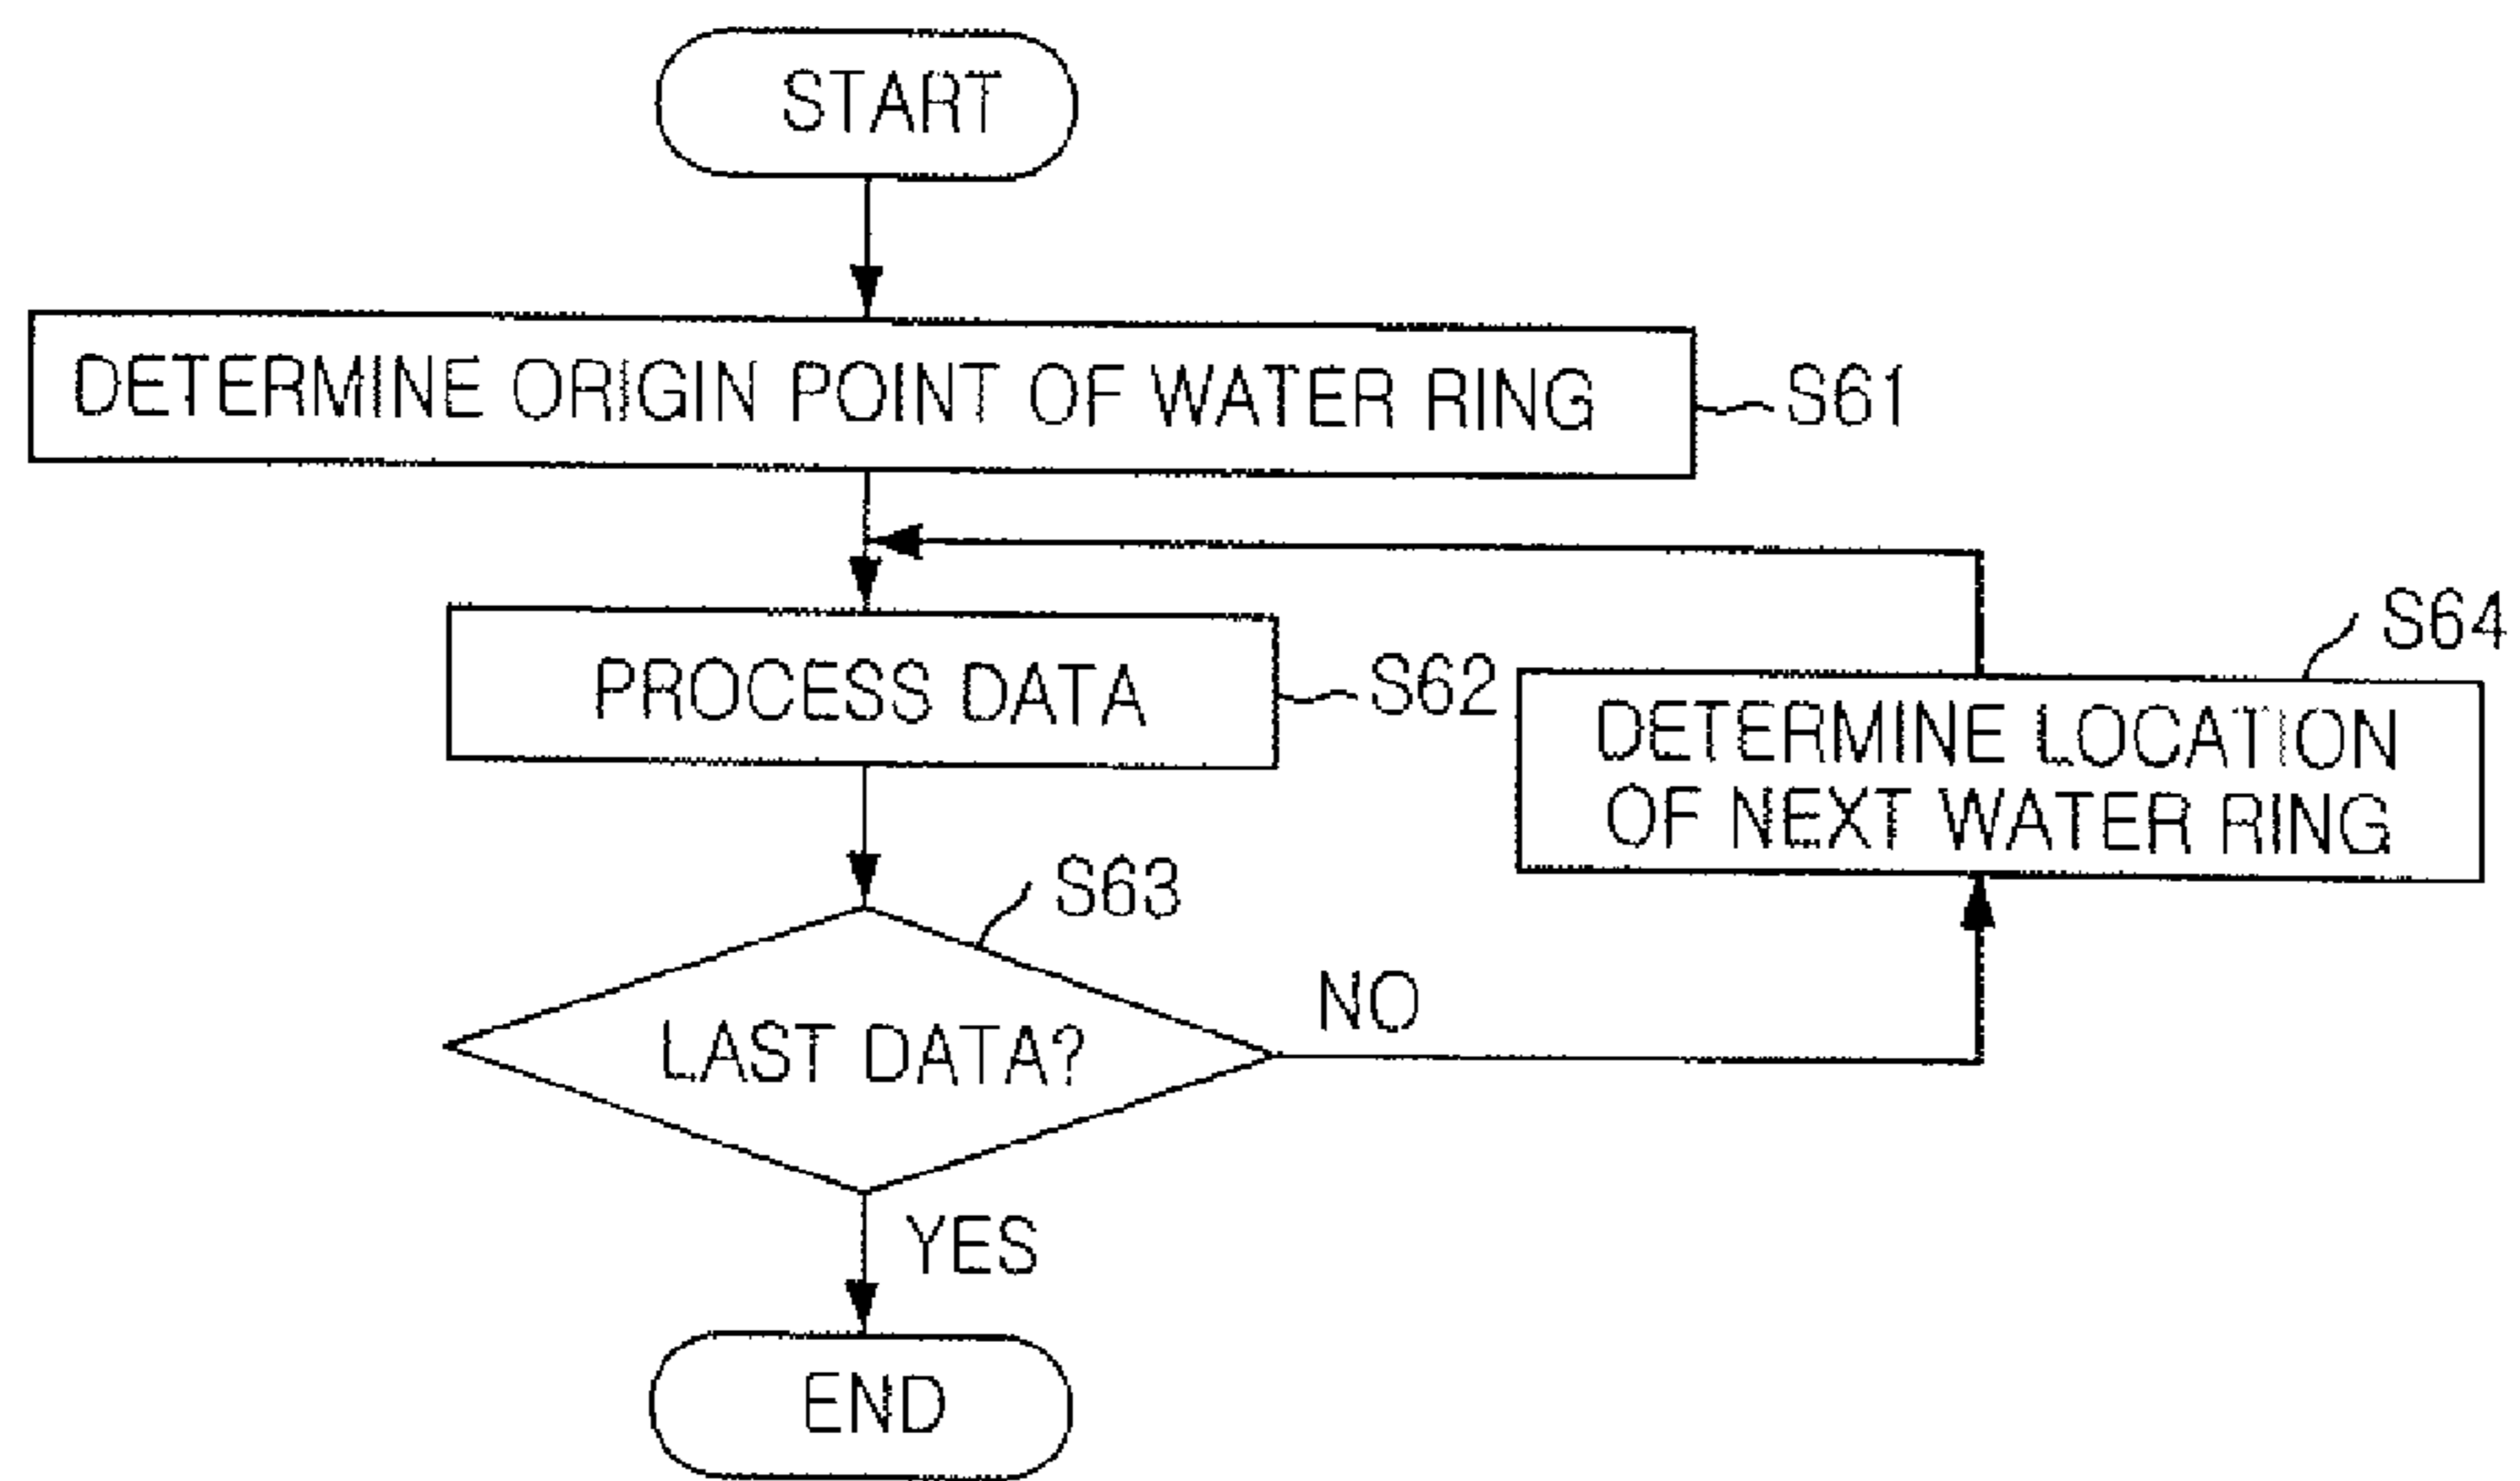 START
DETERMINE ORIGIN POINT OF WATER RING
S61
PROCESS DATA
S62
S64
DETERMINE LOCATION
OF NEXT WATER RING
S63
LAST DATA?
NO
YES
END